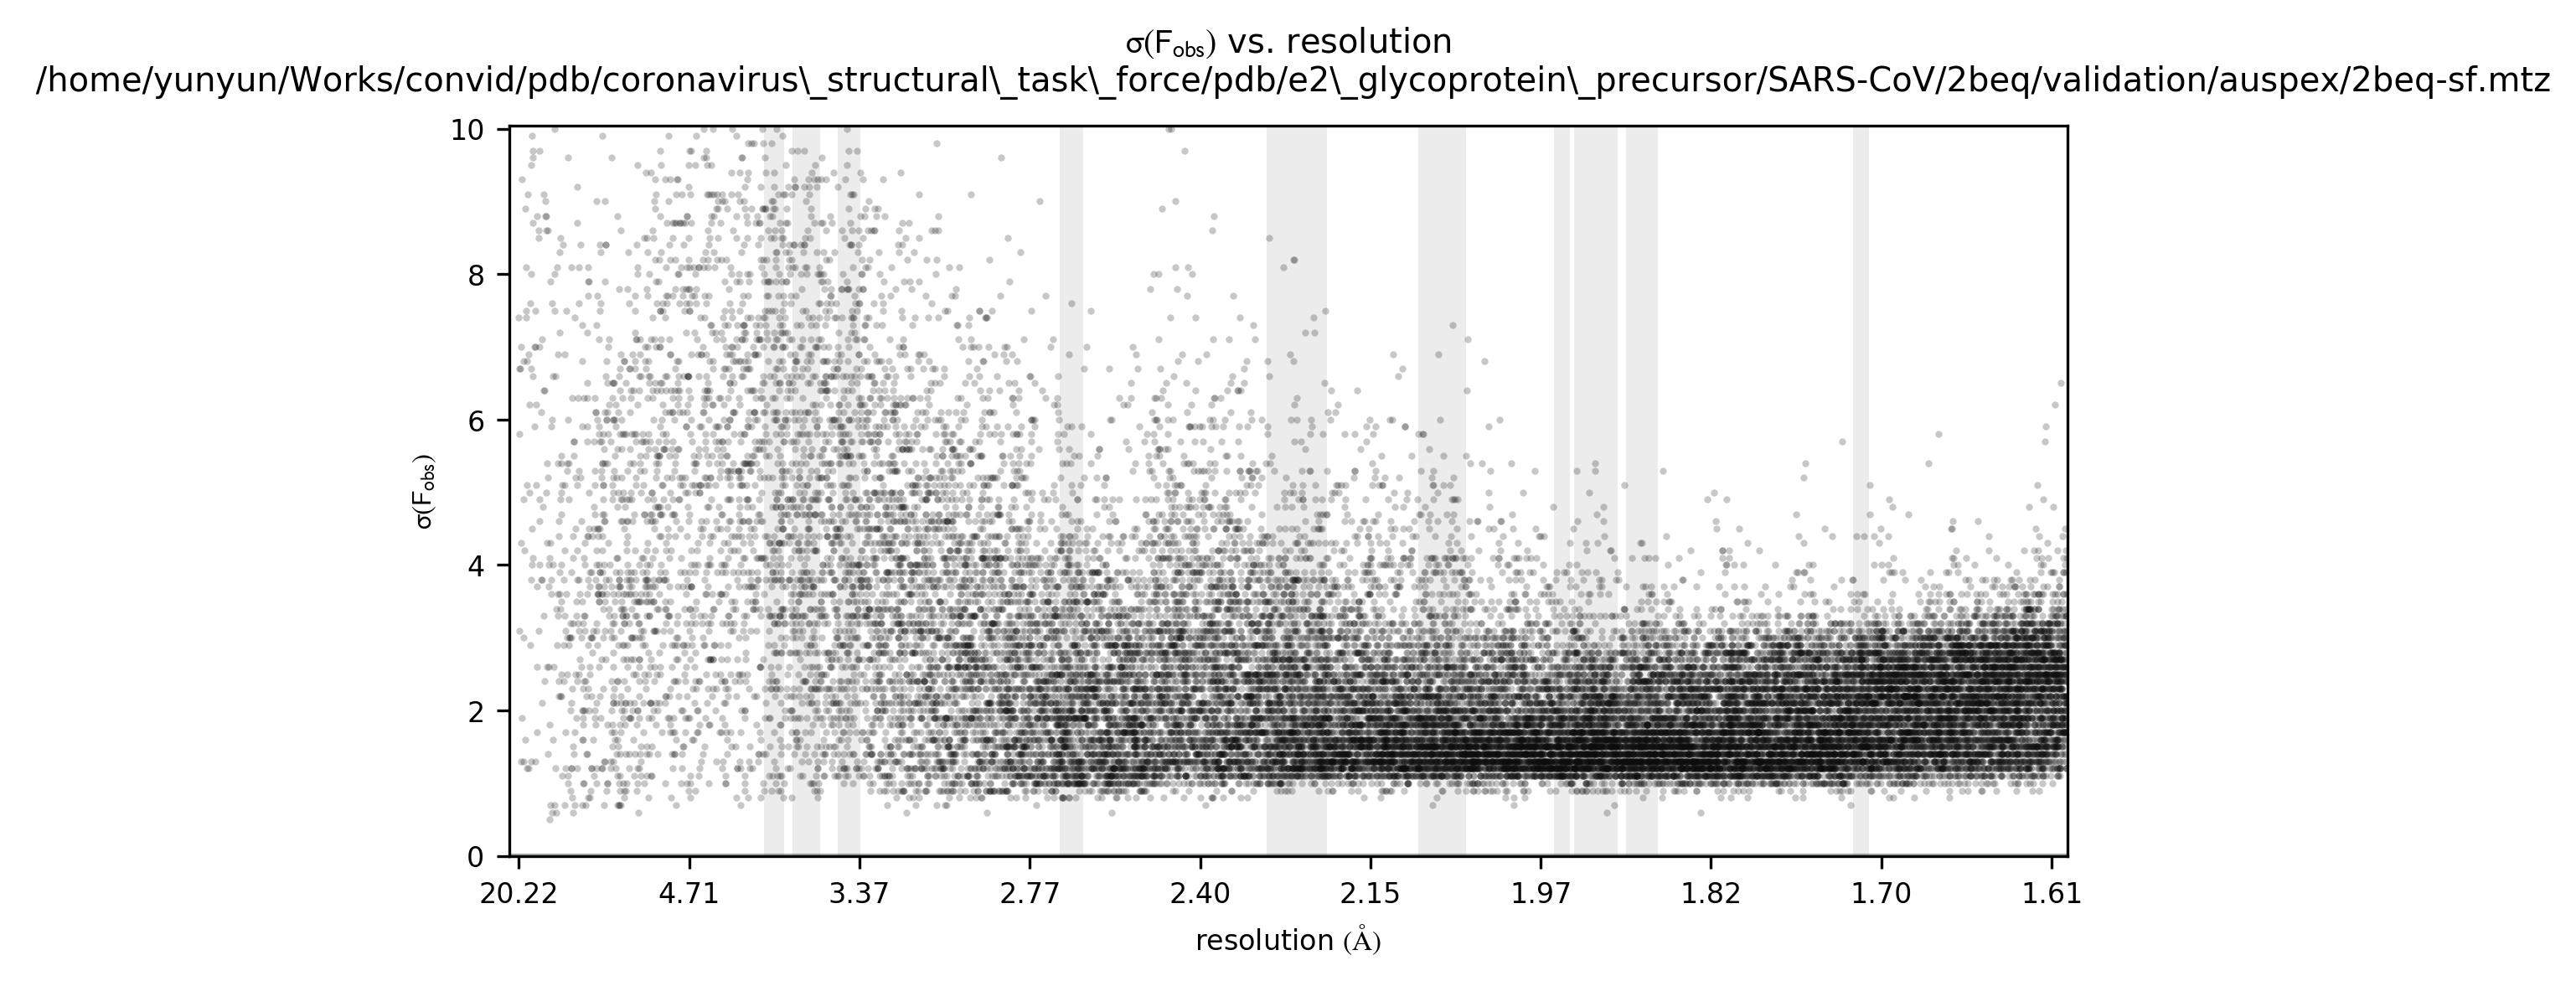 σ(F_obs) vs. resolution
/home/yunyun/Works/convid/pdb/coronavirus\_structural\_task\_force/pdb/e2\_glycoprotein\_precursor/SARS-CoV/2beq/validation/auspex/2beq-sf.mtz
10
8
6
4
2
0
σ(F_obs)
20.22 4.71 3.37 2.77 2.40 2.15 1.97 1.82 1.70 1.61
resolution (Å)